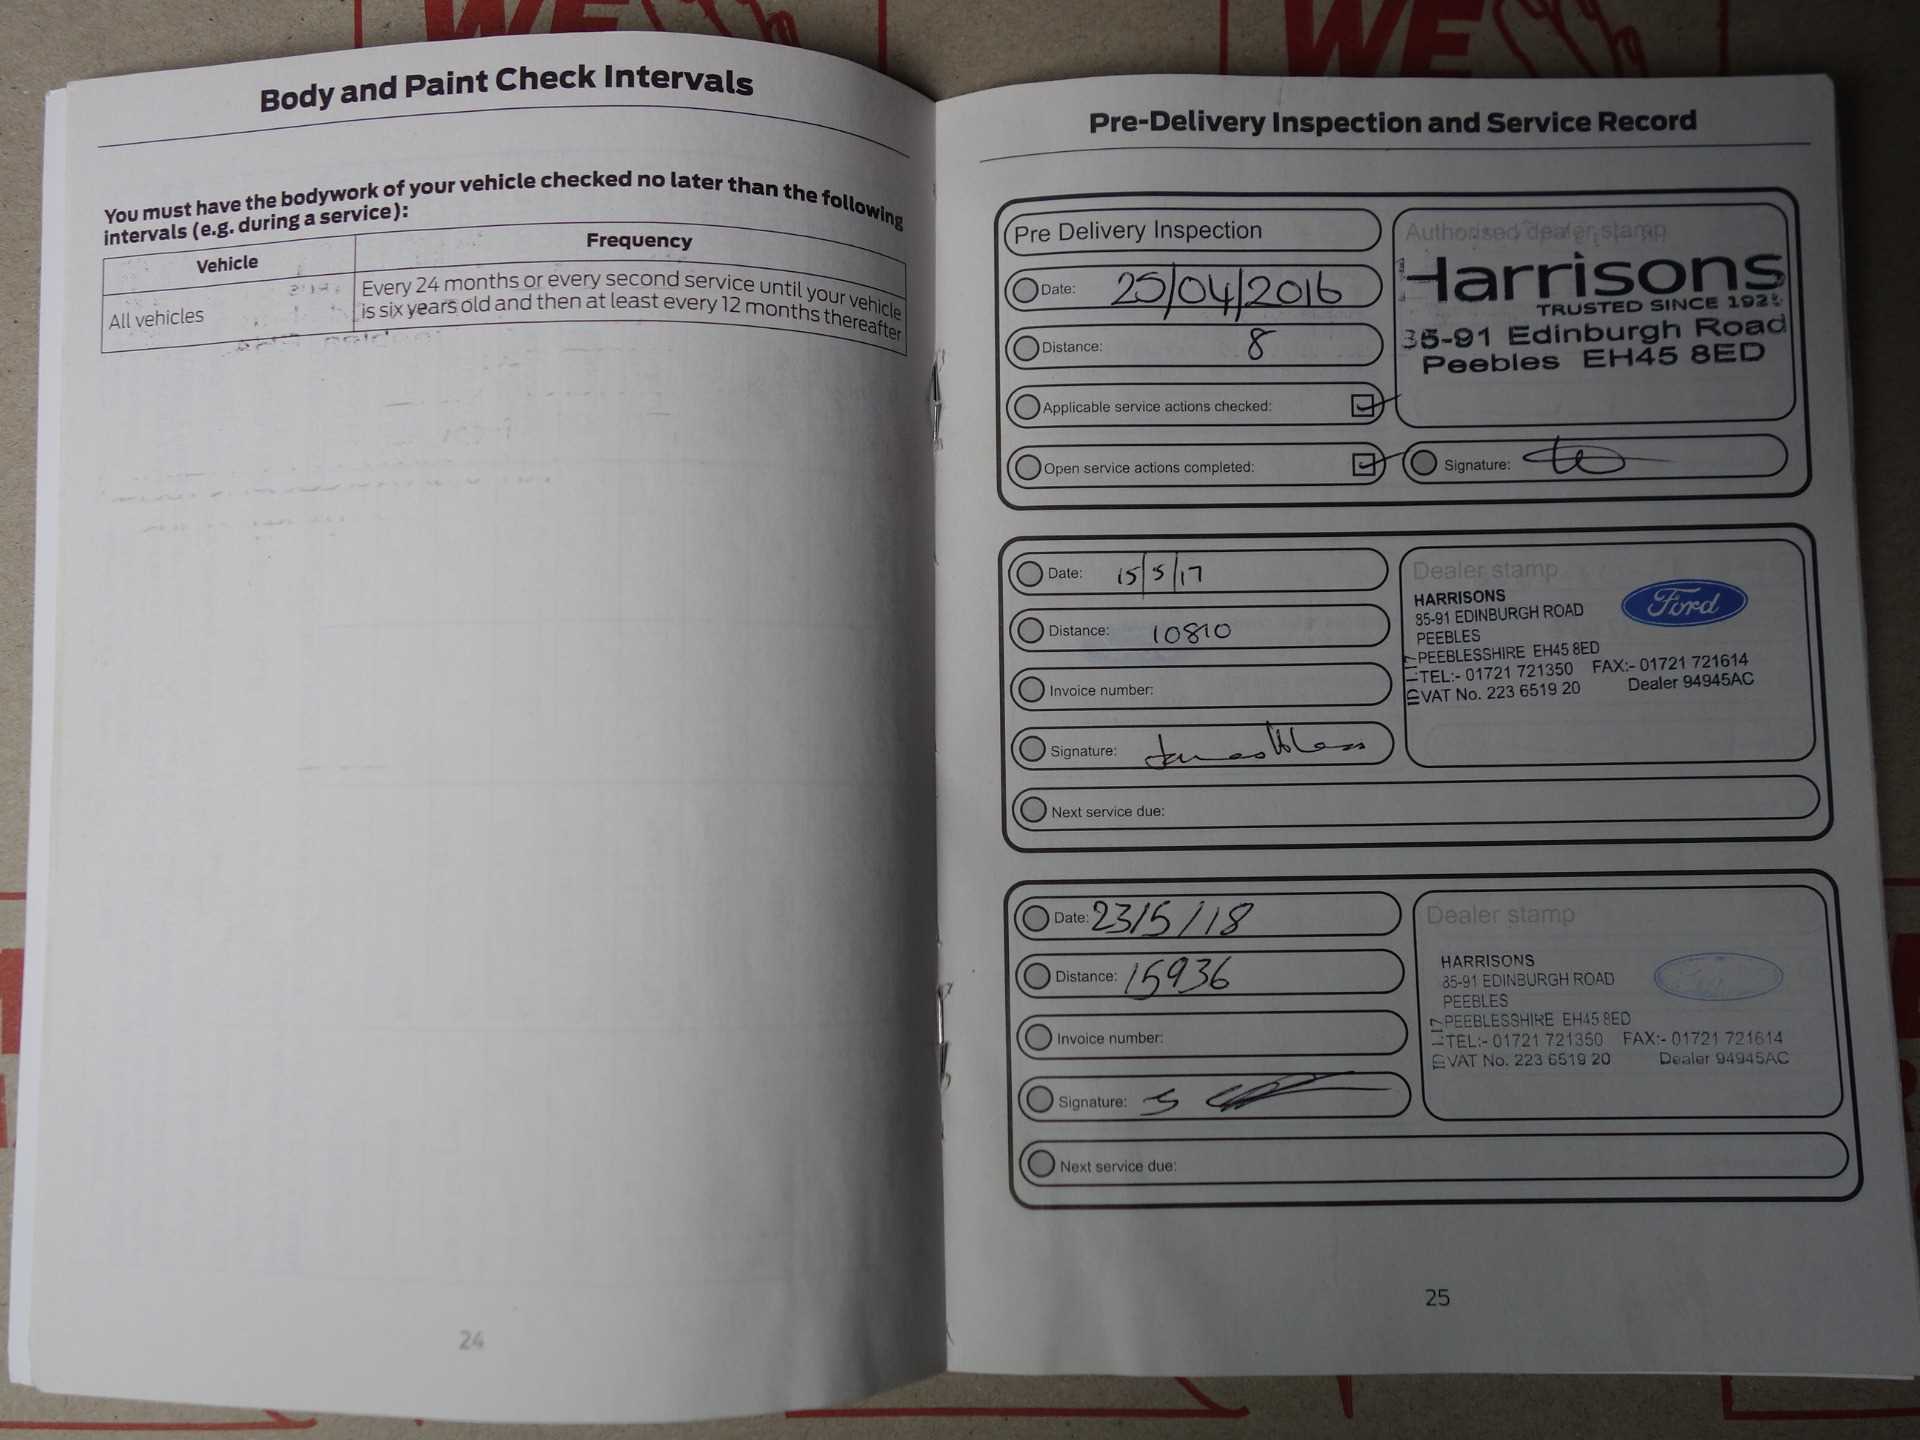 WE
WE
Body and Paint Check Intervals
You must have the bodywork of your vehicle checked no later than the following
intervals (e.g. during a service):
Vehicle
Frequency
All vehicles
Every 24 months or every second service until your vehicle
is six years old and then at least every 12 months thereafter
24
Pre-Delivery Inspection and Service Record
Pre Delivery Inspection
Date: 25/04/2016
Distance: 8
Applicable service actions checked:
Open service actions completed:
Authorised dealer stamp
Harrisons
TRUSTED SINCE
85-91 Edinburgh Road
Peebles EH45 8ED
Signature:
Date: 15/5/17
Distance: 10810
Invoice number:
Signature:
Next service due:
Dealer stamp
HARRISONS
85-91 EDINBURGH ROAD
PEEBLES
PEEBLESSHIRE EH45 8ED
TEL:- 01721 721350 FAX:- 01721 721614
VAT No. 223 6519 20 Dealer 94945AC
Ford
Date: 23/5/18
Distance: 15936
Invoice number:
Signature:
Next service due:
Dealer stamp
HARRISONS
85-91 EDINBURGH ROAD
PEEBLES
PEEBLESSHIRE EH45 8ED
TEL:- 01721 721350 FAX:- 01721 721614
VAT No. 223 6519 20 Dealer 94945AC
Ford
25